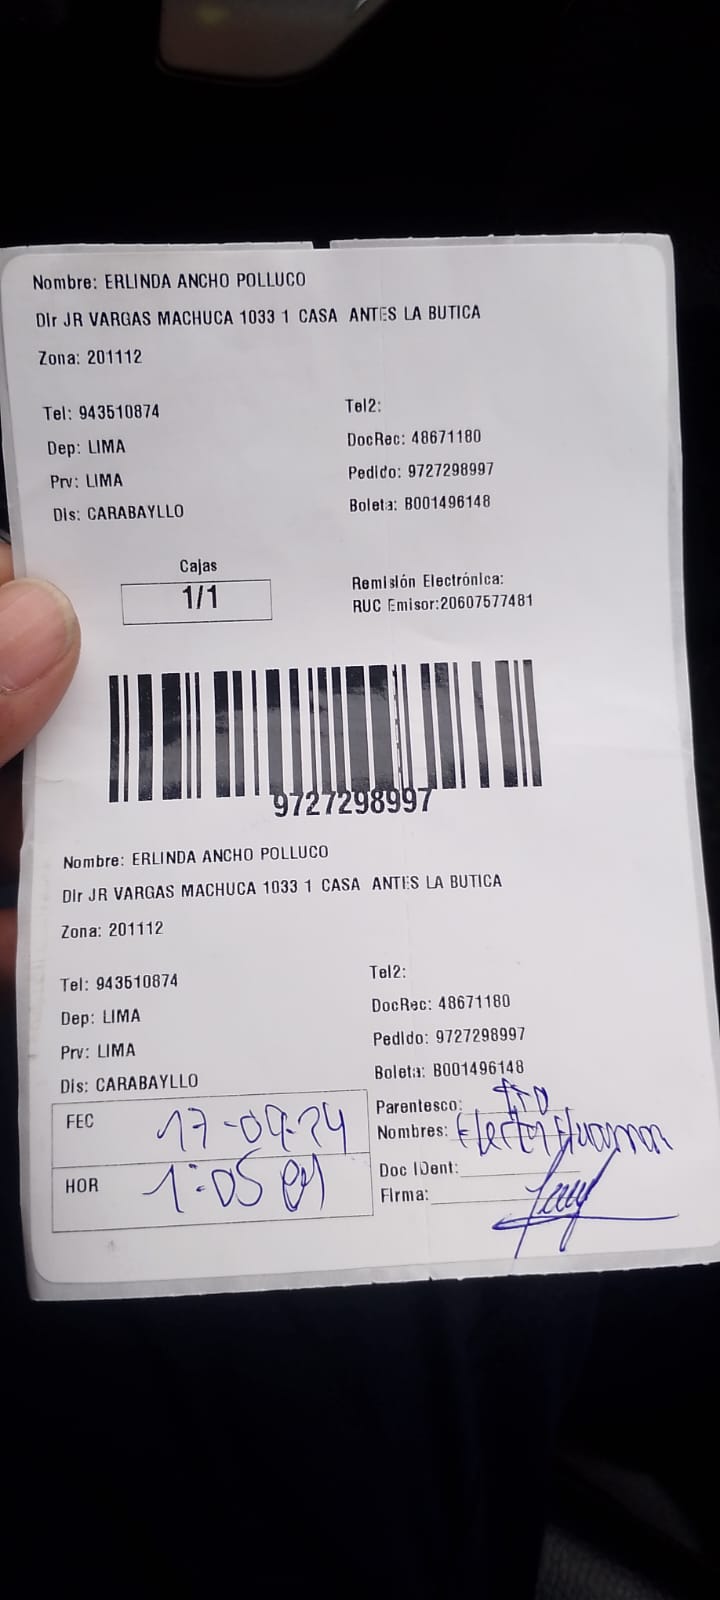 Nombre: ERLINDA ANCHO POLLUCO
Dir JR VARGAS MACHUCA 1033 1 CASA ANTES LA BUTICA
Zona: 201112
Tel: 943510874
Tel2:
Dep: LIMA
DocRec: 48671180
Prv: LIMA
Pedido: 9727298997
Dis: CARABAYLLO
Boleta: B001496148
Cajas
1/1
Remisión Electrónica:
RUC Emisor:20607577481
9727298997
Nombre: ERLINDA ANCHO POLLUCO
Dir JR VARGAS MACHUCA 1033 1 CASA ANTES LA BUTICA
Zona: 201112
Tel: 943510874
Tel2:
Dep: LIMA
DocRec: 48671180
Prv: LIMA
Pedido: 9727298997
Dis: CARABAYLLO
Boleta: B001496148
FEC 17-09-24
Parentesco:
Nombres: Huaman
HOR 1:05
Doc IDent:
Firma: